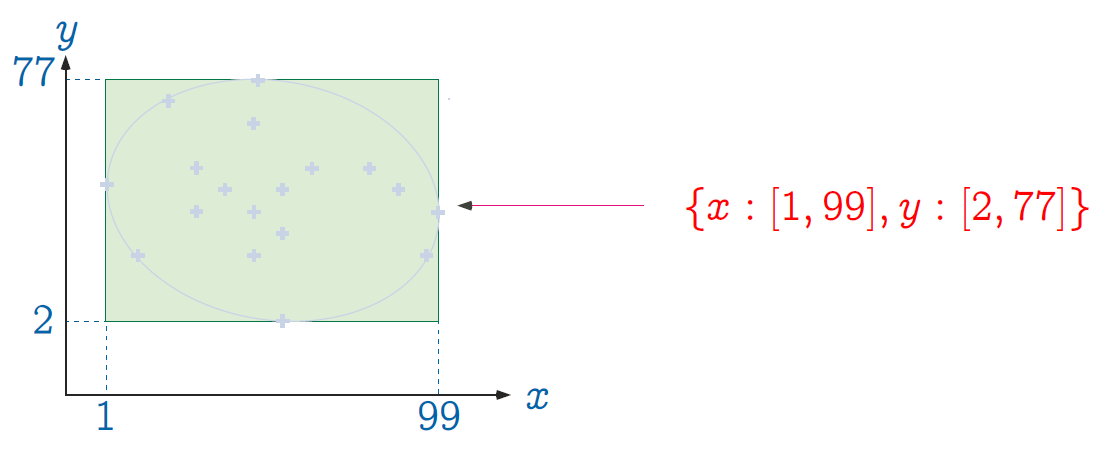 y
77
{x : [1, 99], y : [2, 77]}
2
x
1
99